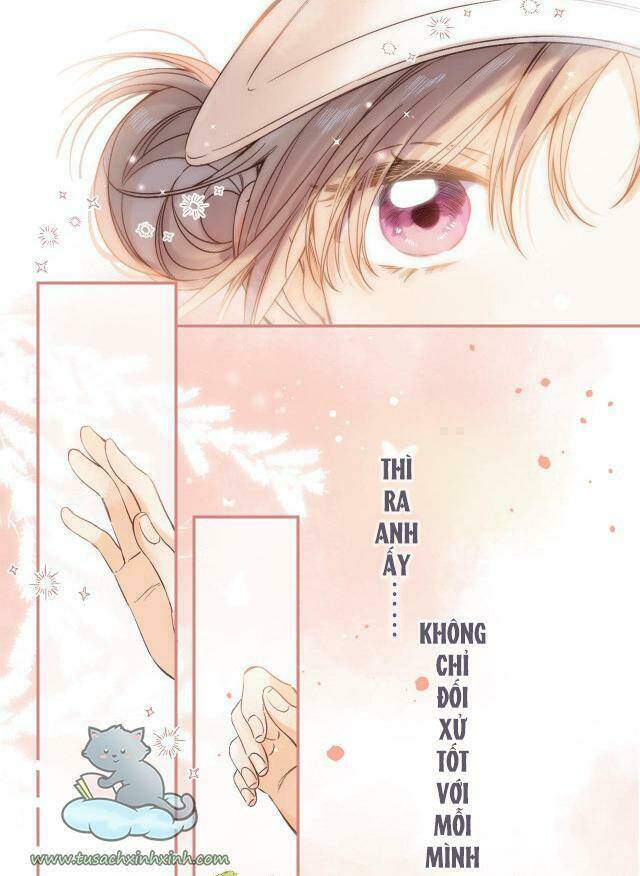 THÌ
RA
ANH
ẤY......
KHÔNG
CHỈ
ĐỐI
XỬ
TỐT
VỚI
MỖI
MÌNH
www.tusachxinhxinh.com